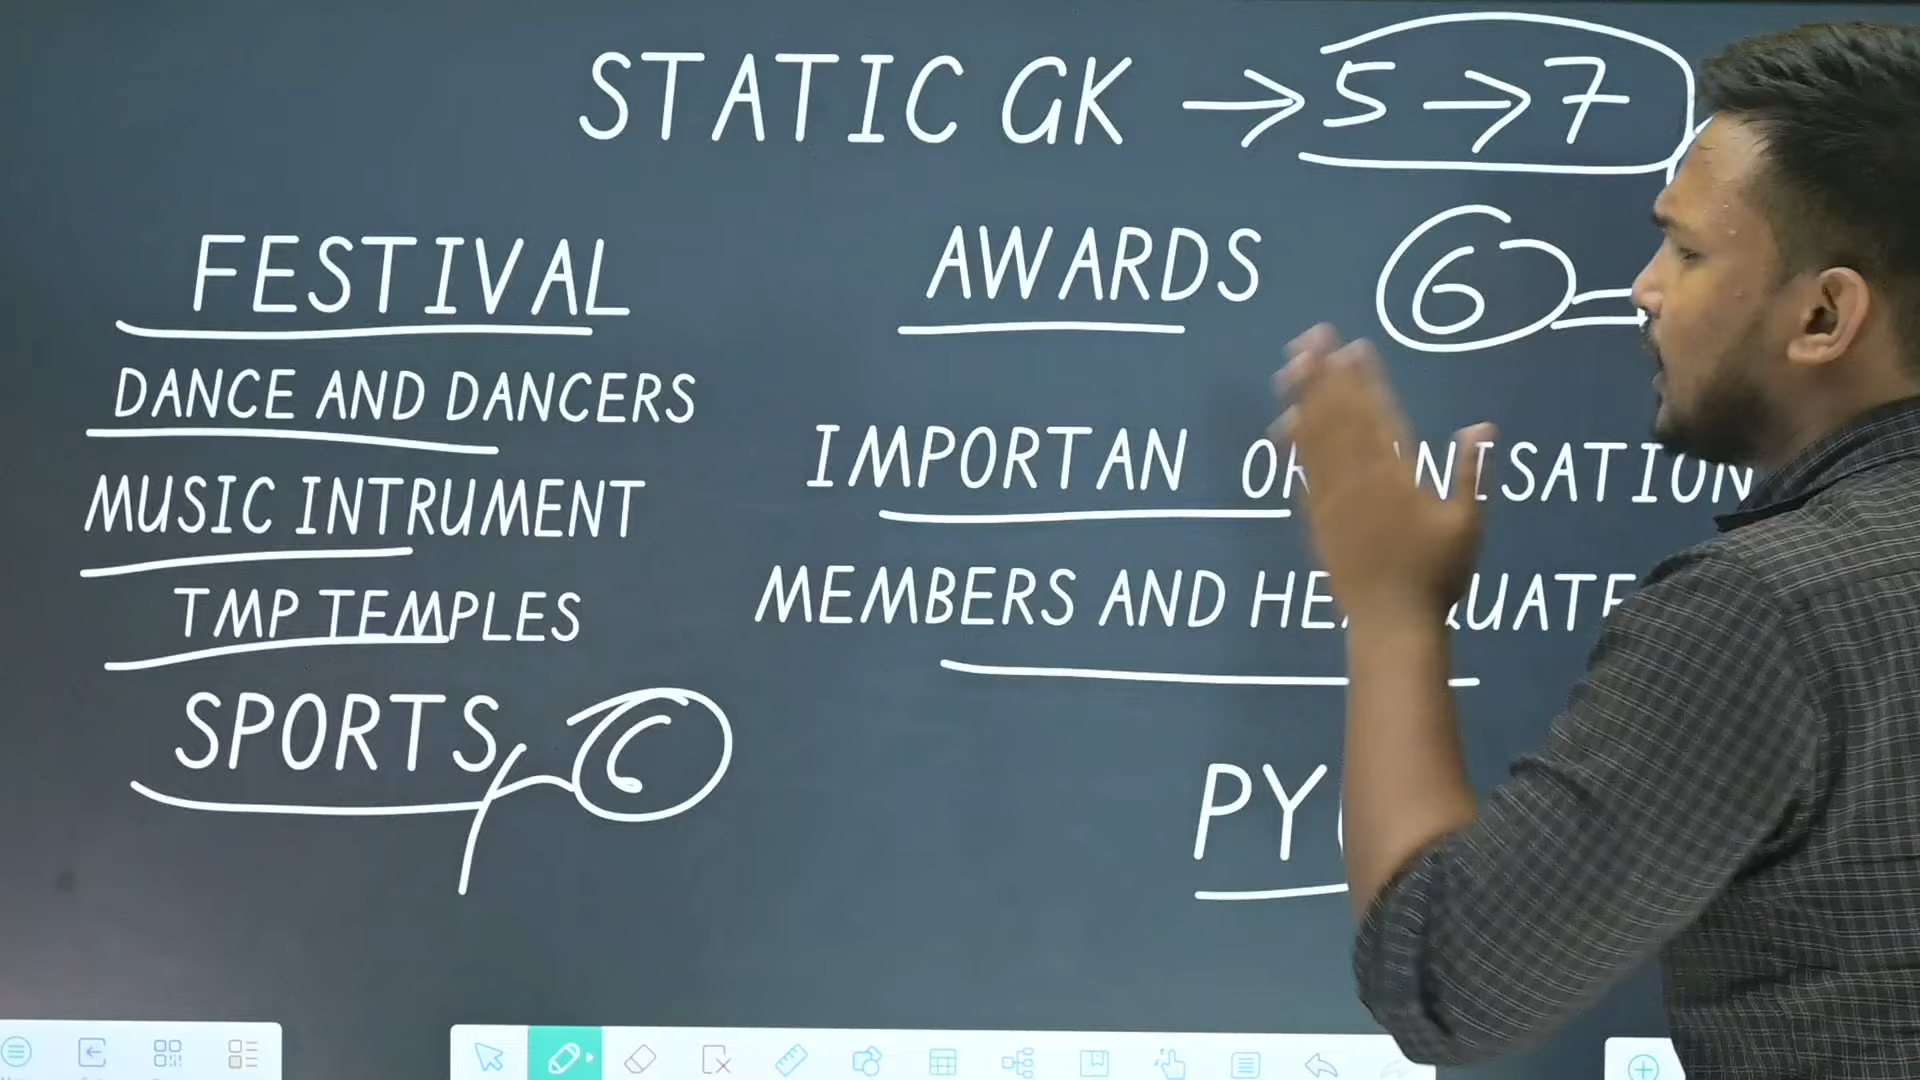 STATIC GK → 5 → 7
FESTIVAL
DANCE AND DANCERS
MUSIC INTRUMENT
TMP TEMPLES
SPORTS 6
AWARDS 6
IMPORTAN
MEMBERS AND
PY